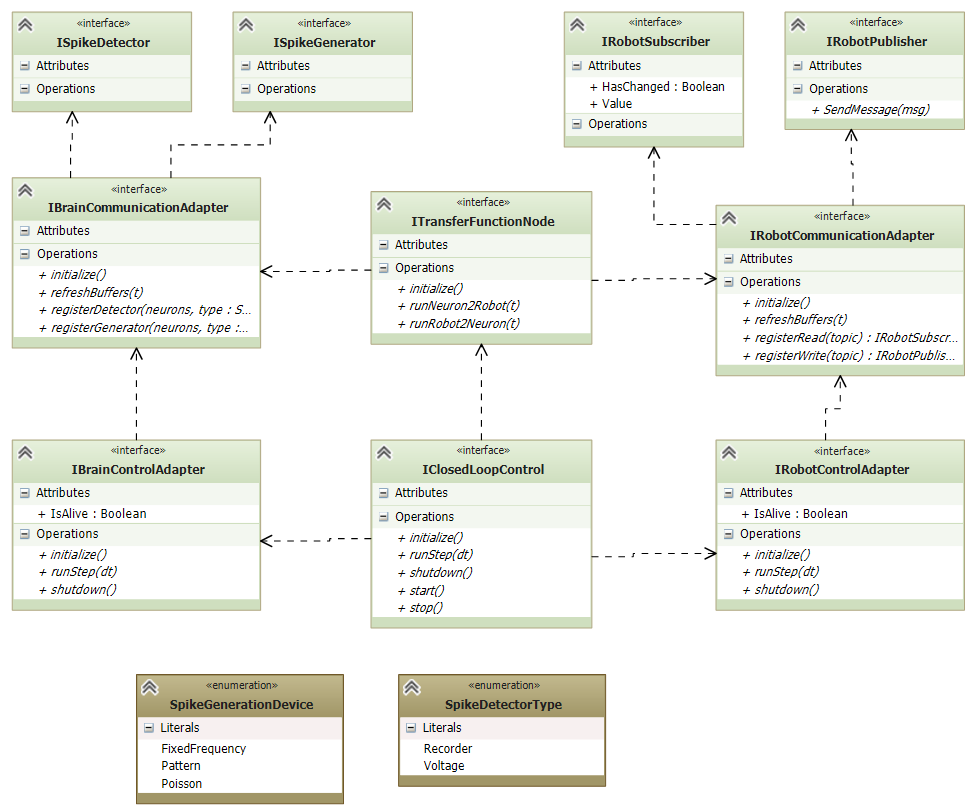 «interface»
ISpikeDetector
Attributes
Operations
«interface»
ISpikeGenerator
Attributes
Operations
«interface»
IRobotSubscriber
Attributes
+ HasChanged : Boolean
+ Value
Operations
«interface»
IRobotPublisher
Attributes
Operations
+ SendMessage(msg)
«interface»
IBrainCommunicationAdapter
Attributes
Operations
+ initialize()
+ refreshBuffers(t)
+ registerDetector(neurons, type : S...
+ registerGenerator(neurons, type :...
«interface»
ITransferFunctionNode
Attributes
Operations
+ initialize()
+ runNeuron2Robot(t)
+ runRobot2Neuron(t)
«interface»
IRobotCommunicationAdapter
Attributes
Operations
+ initialize()
+ refreshBuffers(t)
+ registerRead(topic) : IRobotSubscr...
+ registerWrite(topic) : IRobotPublis...
«interface»
IBrainControlAdapter
Attributes
+ IsAlive : Boolean
Operations
+ initialize()
+ runStep(dt)
+ shutdown()
«interface»
IClosedLoopControl
Attributes
Operations
+ initialize()
+ runStep(dt)
+ shutdown()
+ start()
+ stop()
«interface»
IRobotControlAdapter
Attributes
+ IsAlive : Boolean
Operations
+ initialize()
+ runStep(dt)
+ shutdown()
«enumeration»
SpikeGenerationDevice
Literals
FixedFrequency
Pattern
Poisson
«enumeration»
SpikeDetectorType
Literals
Recorder
Voltage